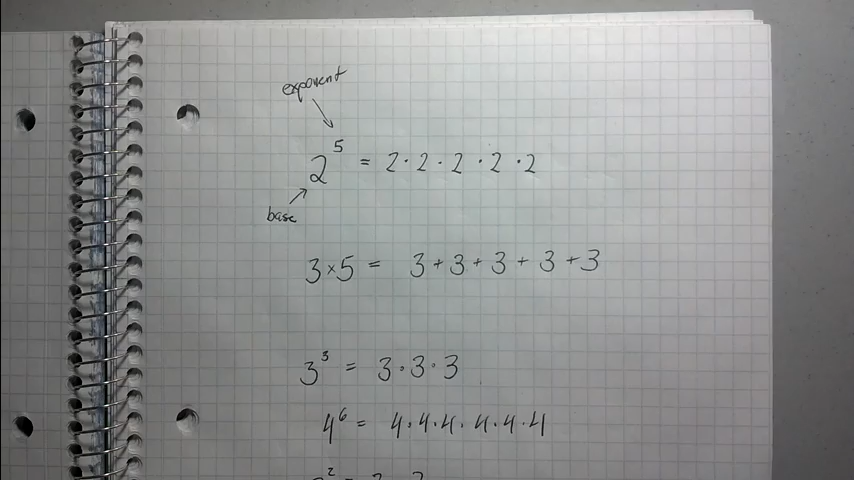 exponent
2⁵ = 2 · 2 · 2 · 2 · 2
base
3 × 5 = 3 + 3 + 3 + 3 + 3
3³ = 3 · 3 · 3
4⁶ = 4 · 4 · 4 · 4 · 4 · 4